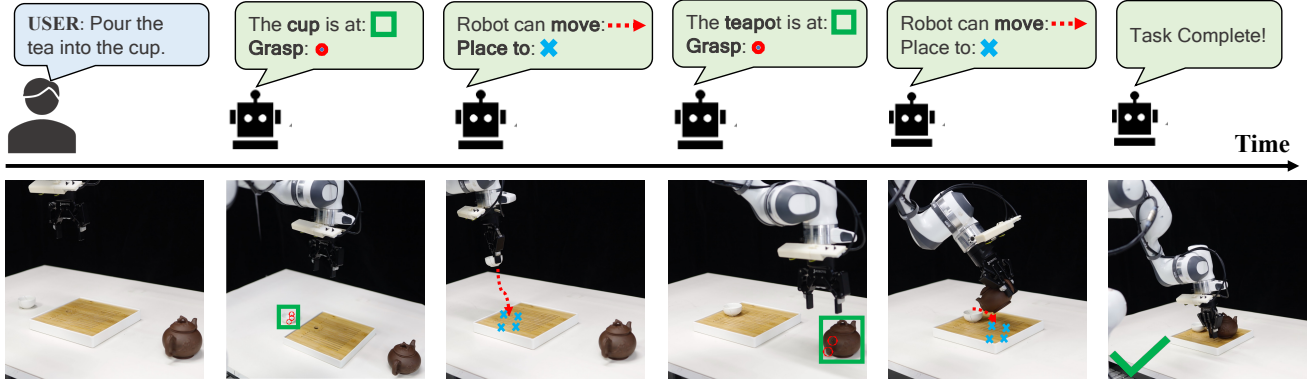 USER: Pour the
tea into the cup.
The cup is at:
Grasp:
Robot can move:
Place to:
The teapot is at:
Grasp:
Robot can move:
Place to:
Task Complete!
Time